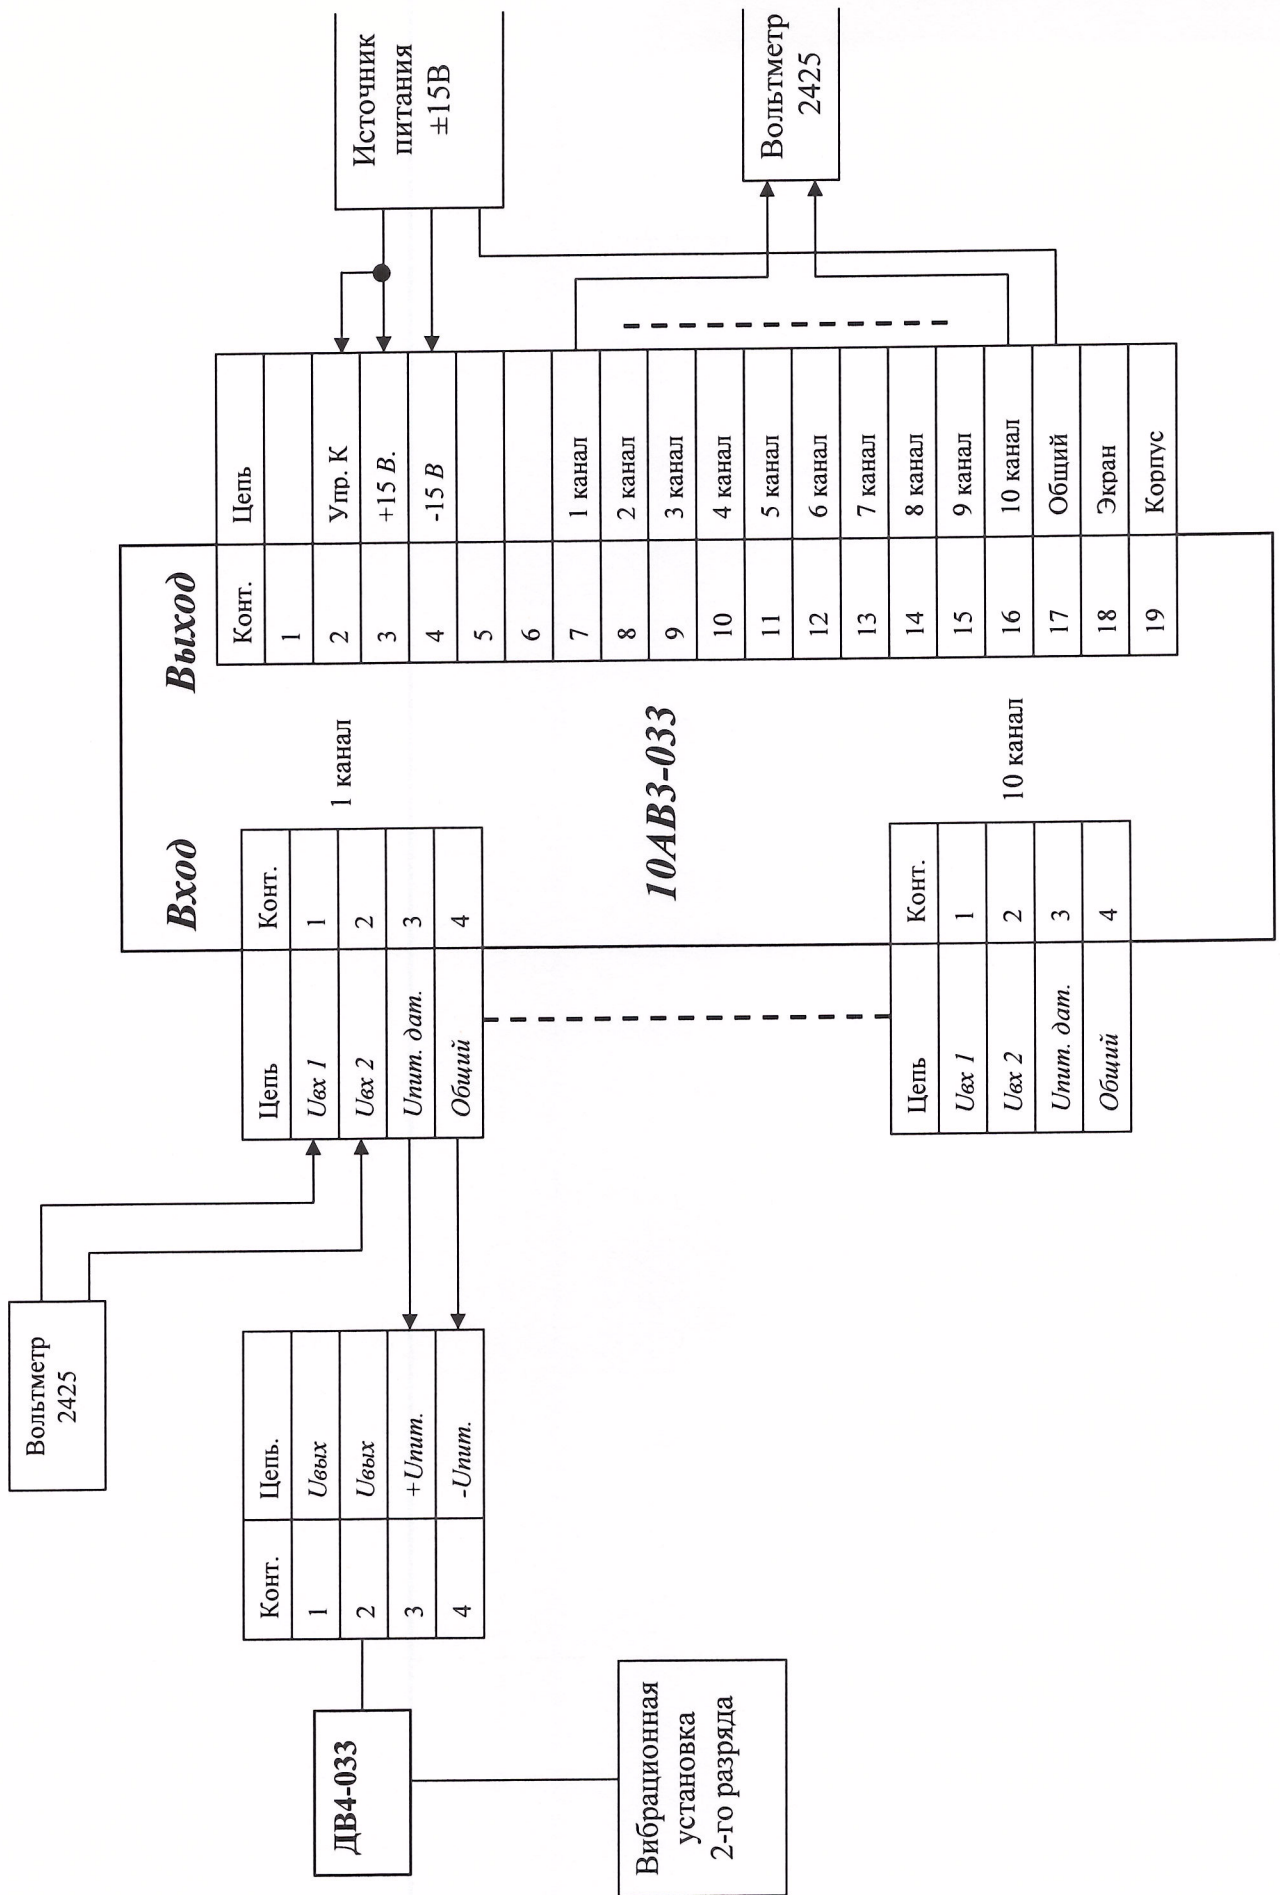 Вольтметр
2425
ДВ4-033
Вибрационная
установка
2-го разряда
Конт. Цепь.
1 Uвых
2 Uвых
3 +Uпит.
4 -Uпит.
Вход
Выход
Цепь Конт.
Uвх 1 1
Uвх 2 2
Uпит. дат. 3
Общий 4
1 канал
10АВ3-033
Цепь Конт.
Uвх 1 1
Uвх 2 2
Uпит. дат. 3
Общий 4
10 канал
Конт. Цепь
1
2 Упр. К
3 +15 В.
4 -15 В
5
6
7 1 канал
8 2 канал
9 3 канал
10 4 канал
11 5 канал
12 6 канал
13 7 канал
14 8 канал
15 9 канал
16 10 канал
17 Общий
18 Экран
19 Корпус
Источник
питания
±15В
Вольтметр
2425